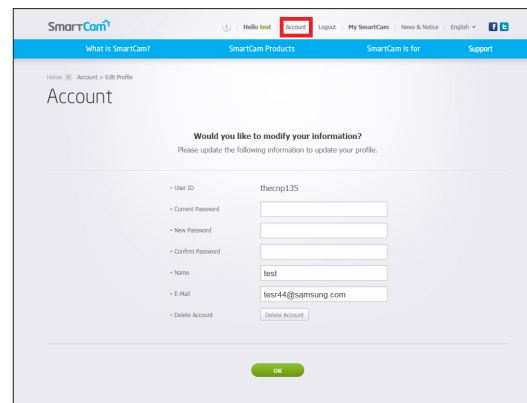 SmartCam
1 Hello test Account Logout My SmartCam News & Notice English
What is SmartCam? SmartCam Products SmartCam is for Support
Home Account > Edit Profile
Account
Would you like to modify your information?
Please update the following information to update your profile.
• User ID thecnp135
• Current Password
• New Password
• Confirm Password
• Name test
• E-Mail tesr44@samsung.com
• Delete Account Delete Account
OK